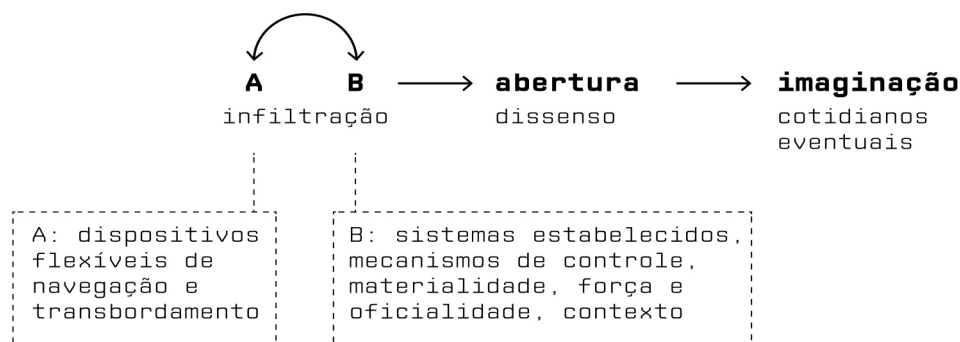 A B abertura imaginação
infiltração dissenso cotidianos
eventuais
A: dispositivos
flexíveis de
navegação e
transbordamento
B: sistemas estabelecidos,
mecanismos de controle,
materialidade, força e
oficialidade, contexto